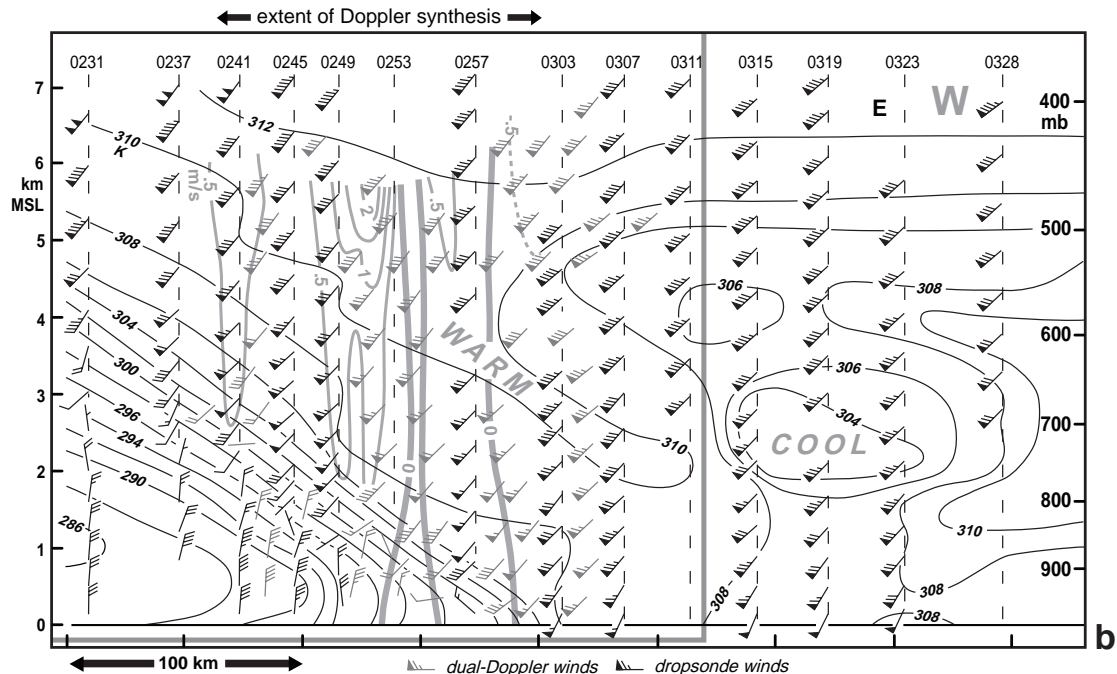 extent of Doppler synthesis
0231 0237 0241 0245 0249 0253 0257 0303 0307 0311 0315 0319 0323 0328
7
6
km
MSL
5
4
3
2
1
0
400
mb
500
600
700
800
900
E
W
312
310
K
308
304
300
296
294
290
286
.5
m/s
.5
1
2
.5
.5
0
0
WARM
COOL
306
308
306
304
310
310
308
308
308
b
100 km
dual-Doppler winds
dropsonde winds